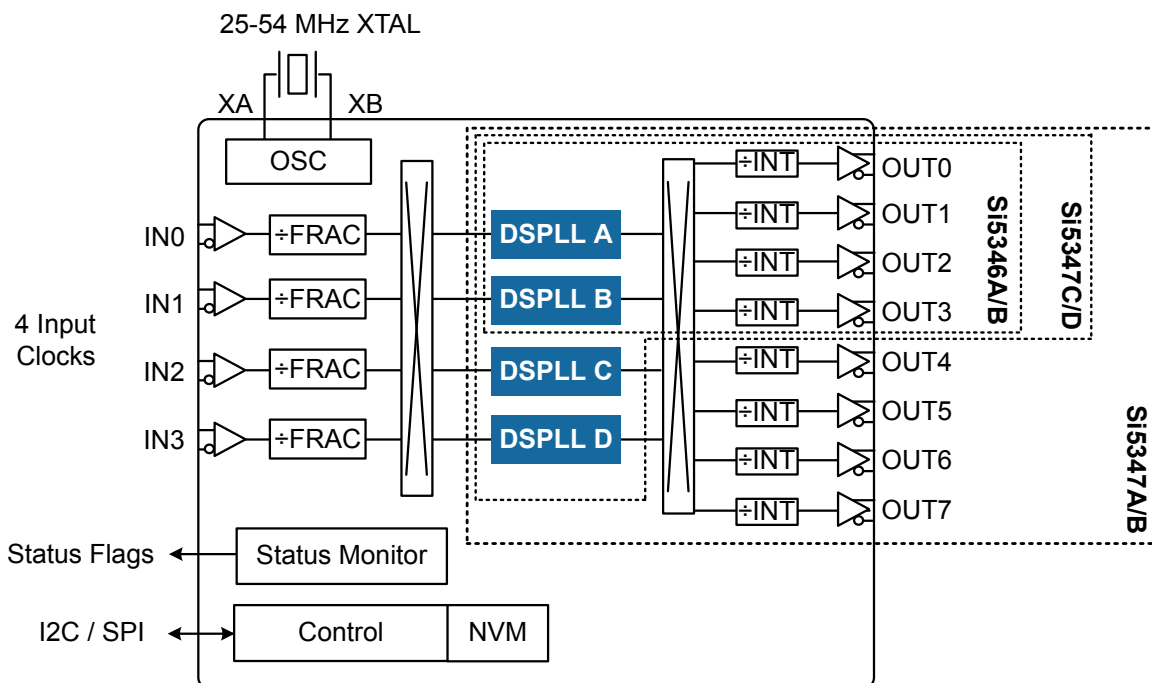 25-54 MHz XTAL
XA
XB
OSC
IN0
÷FRAC
DSPLL A
÷INT
OUT0
÷INT
OUT1
IN1
÷FRAC
DSPLL B
÷INT
OUT2
÷INT
OUT3
4 Input
Clocks
IN2
÷FRAC
DSPLL C
÷INT
OUT4
÷INT
OUT5
IN3
÷FRAC
DSPLL D
÷INT
OUT6
÷INT
OUT7
Si5346A/B
Si5347C/D
Si5347A/B
Status Flags
Status Monitor
I2C / SPI
Control
NVM